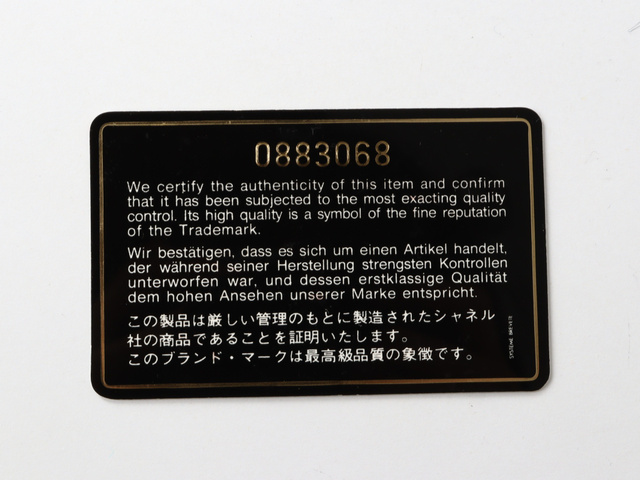 0883068
We certify the authenticity of this item and confirm
that it has been subjected to the most exacting quality
control. Its high quality is a symbol of the fine reputation
of the Trademark.
Wir bestätigen, dass es sich um einen Artikel handelt,
der während seiner Herstellung strengsten Kontrollen
unterworfen war, und dessen erstklassige Qualität
dem hohen Ansehen unserer Marke entspricht.
この製品は厳しい管理のもとに製造されたシャネル
社の商品であることを証明いたします。
このブランド・マークは最高級品質の象徴です。
SYSTEME BREVETE